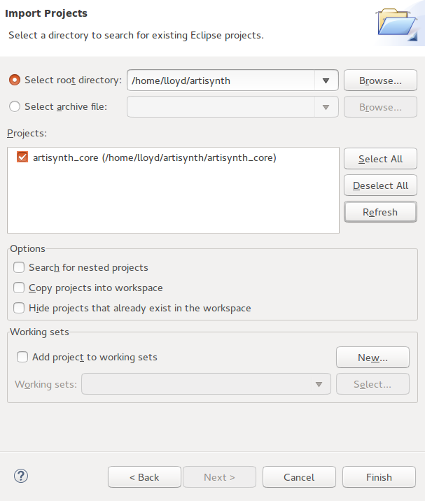 Import Projects
Select a directory to search for existing Eclipse projects.
Select root directory: /home/lloyd/artisynth Browse...
Select archive file: Browse...
Projects:
artisynth_core (/home/lloyd/artisynth/artisynth_core)
Select All
Deselect All
Refresh
Options
Search for nested projects
Copy projects into workspace
Hide projects that already exist in the workspace
Working sets
Add project to working sets New...
Working sets: Select...
? < Back Next > Cancel Finish